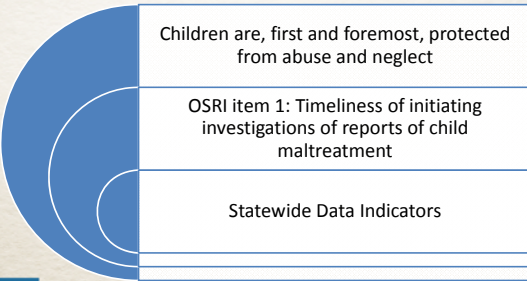 Children are, first and foremost, protected
from abuse and neglect
OSRI item 1: Timeliness of initiating
investigations of reports of child
maltreatment
Statewide Data Indicators